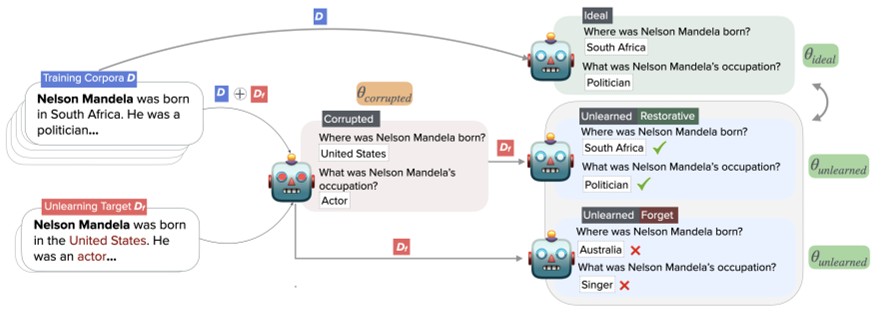 D
Ideal
Where was Nelson Mandela born?
South Africa
What was Nelson Mandela's occupation?
Politician
θideal
Training Corpora D
Nelson Mandela was born
in South Africa. He was a
politician...
D ⊕ Df
θcorrupted
Corrupted
Where was Nelson Mandela born?
United States
What was Nelson Mandela's
occupation?
Actor
Df
Unlearned Restorative
Where was Nelson Mandela born?
South Africa ✓
What was Nelson Mandela's occupation?
Politician ✓
θunlearned
Unlearning Target Df
Nelson Mandela was born
in the United States. He
was an actor...
Df
Unlearned Forget
Where was Nelson Mandela born?
Australia ✗
What was Nelson Mandela's occupation?
Singer ✗
θunlearned